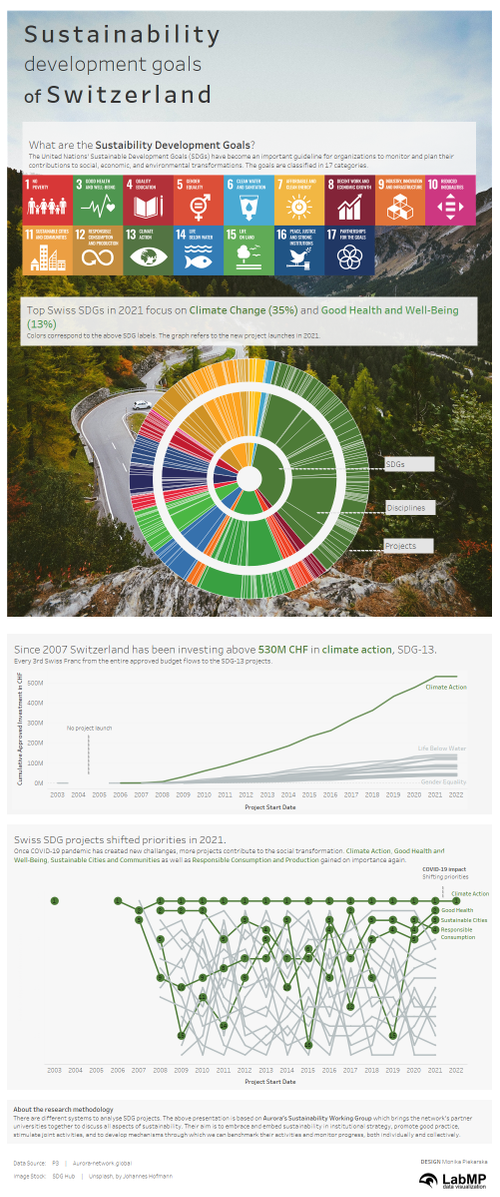 Sustainability
development goals
of Switzerland
What are the Sustaibility Development Goals?
The United Nations' Sustainable Development Goals (SDGs) have become an important guideline for organizations to monitor and plan their
contributions to social, economic, and environmental transformations. The goals are classified in 17 categories.
1 NO POVERTY
3 GOOD HEALTH AND WELL-BEING
4 QUALITY EDUCATION
5 GENDER EQUALITY
6 CLEAN WATER AND SANITATION
7 AFFORDABLE AND CLEAN ENERGY
8 DECENT WORK AND ECONOMIC GROWTH
9 INDUSTRY, INNOVATION AND INFRASTRUCTURE
10 REDUCED INEQUALITIES
11 SUSTAINABLE CITIES AND COMMUNITIES
12 RESPONSIBLE CONSUMPTION AND PRODUCTION
13 CLIMATE ACTION
14 LIFE BELOW WATER
15 LIFE ON LAND
16 PEACE, JUSTICE AND STRONG INSTITUTIONS
17 PARTNERSHIPS FOR THE GOALS
Top Swiss SDGs in 2021 focus on Climate Change (35%) and Good Health and Well-Being
(13%)
Colors correspond to the above SDG labels. The graph refers to the new project launches in 2021.
SDGs
Disciplines
Projects
Since 2007 Switzerland has been investing above 530M CHF in climate action, SDG-13.
Every 3rd Swiss Franc from the entire approved budget flows to the SDG-13 projects.
Cumulative Approved Investment in CHF
500M
400M
300M
200M
100M
0M
No project launch
Climate Action
Life Below Water
Gender Equality
2003 2004 2005 2006 2007 2008 2009 2010 2011 2012 2013 2014 2015 2016 2017 2018 2019 2020 2021 2022
Project Start Date
Swiss SDG projects shifted priorities in 2021.
Once COVID-19 pandemic has created new challenges, more projects contribute to the social transformation. Climate Action, Good Health and
Well-Being, Sustainable Cities and Communities as well as Responsible Consumption and Production gained on importance again.
COVID-19 Impact
Shifting priorities
Climate Action
Good Health
Sustainable Cities
Responsible
Consumption
2003 2004 2005 2006 2007 2008 2009 2010 2011 2012 2013 2014 2015 2016 2017 2018 2019 2020 2021 2022
Project Start Date
About the research methodology
There are different systems to analyse SDG projects. The above presentation is based on Aurora's Sustainability Working Group which brings the network's partner
universities together to discuss all aspects of sustainability. Their aim is to embrace and embed sustainability in institutional strategy, promote good practice,
stimulate joint activities, and to develop mechanisms through which we can benchmark their activities and monitor progress, both individually and collectively.
Data Source: P3 | Aurora-network.global
Image Stock: SDG Hub | Unsplash, by Johannes Hofmann
DESIGN Monika Piekarska
LabMP
data visualization